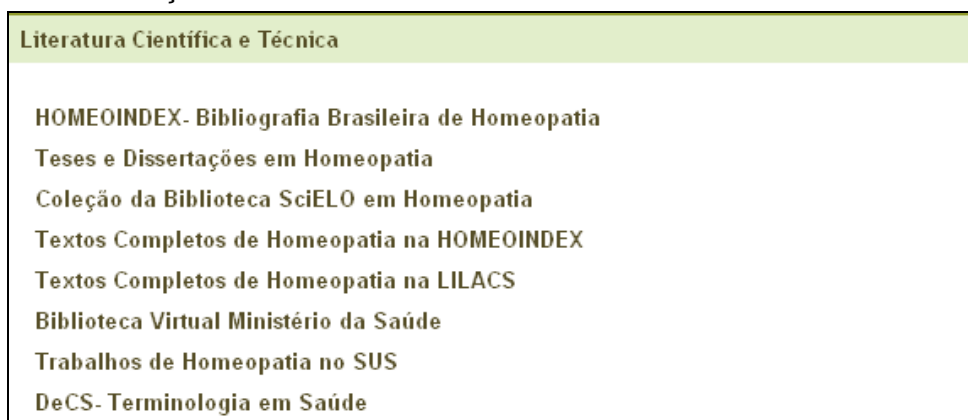 Literatura Científica e Técnica
HOMEOINDEX- Bibliografia Brasileira de Homeopatia
Teses e Dissertações em Homeopatia
Coleção da Biblioteca SciELO em Homeopatia
Textos Completos de Homeopatia na HOMEOINDEX
Textos Completos de Homeopatia na LILACS
Biblioteca Virtual Ministério da Saúde
Trabalhos de Homeopatia no SUS
DeCS- Terminologia em Saúde